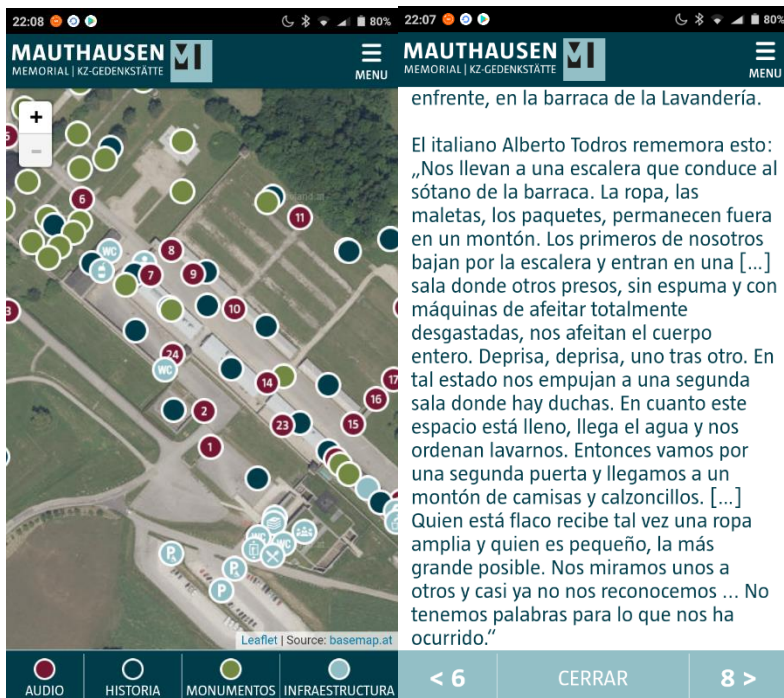 22:08
80%
MAUTHAUSEN
MEMORIAL | KZ-GEDENKSTÄTTE
MI
MENU
+
−
6
8
7
9
11
10
24
14
17
16
2
23
15
1
3
WC
WC
WC
WC
P
P
P
Leaflet | Source: basemap.at
AUDIO
HISTORIA
MONUMENTOS
INFRAESTRUCTURA
22:07
80%
MAUTHAUSEN
MEMORIAL | KZ-GEDENKSTÄTTE
MI
MENU
enfrente, en la barraca de la Lavandería.
El italiano Alberto Todros rememora esto:
„Nos llevan a una escalera que conduce al
sótano de la barraca. La ropa, las
maletas, los paquetes, permanecen fuera
en un montón. Los primeros de nosotros
bajan por la escalera y entran en una [...]
sala donde otros presos, sin espuma y con
máquinas de afeitar totalmente
desgastadas, nos afeitan el cuerpo
entero. Deprisa, deprisa, uno tras otro. En
tal estado nos empujan a una segunda
sala donde hay duchas. En cuanto este
espacio está lleno, llega el agua y nos
ordenan lavarnos. Entonces vamos por
una segunda puerta y llegamos a un
montón de camisas y calzoncillos. [...]
Quien está flaco recibe tal vez una ropa
amplia y quien es pequeño, la más
grande posible. Nos miramos unos a
otros y casi ya no nos reconocemos ... No
tenemos palabras para lo que nos ha
ocurrido.“
< 6
CERRAR
8 >